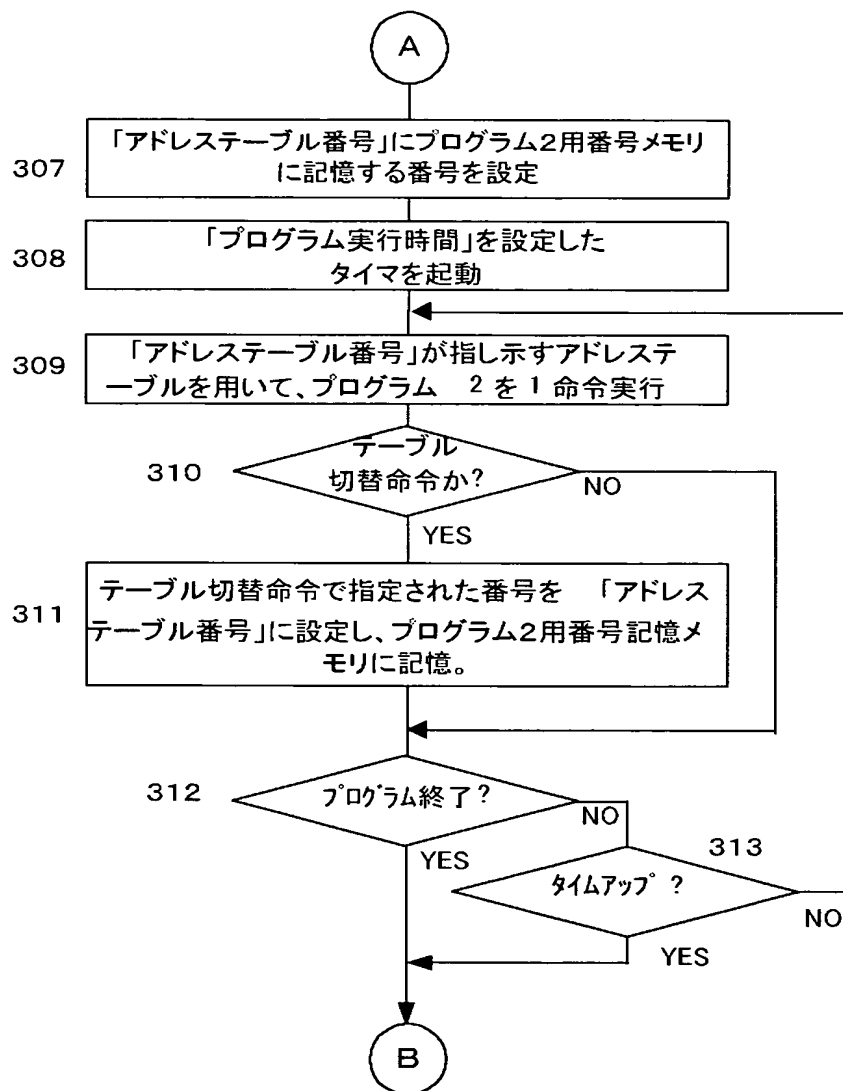 A
「アドレステーブル番号」にプログラム2用番号メモリ
に記憶する番号を設定
307
「プログラム実行時間」を設定した
タイマを起動
308
「アドレステーブル番号」が指し示すアドレステ
ーブルを用いて、プログラム 2 を 1 命令実行
309
テーブル
切替命令か?
310
NO
YES
テーブル切替命令で指定された番号を 「アドレス
テーブル番号」に設定し、プログラム2用番号記憶メ
モリに記憶。
311
312
プログラム終了?
NO
YES
313
タイムアップ ?
NO
YES
B